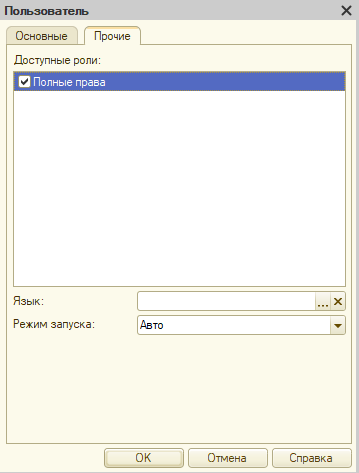 Пользователь
Основные
Прочие
Доступные роли:
Полные права
Язык:
...
Режим запуска:
Авто
OK
Отмена
Справка